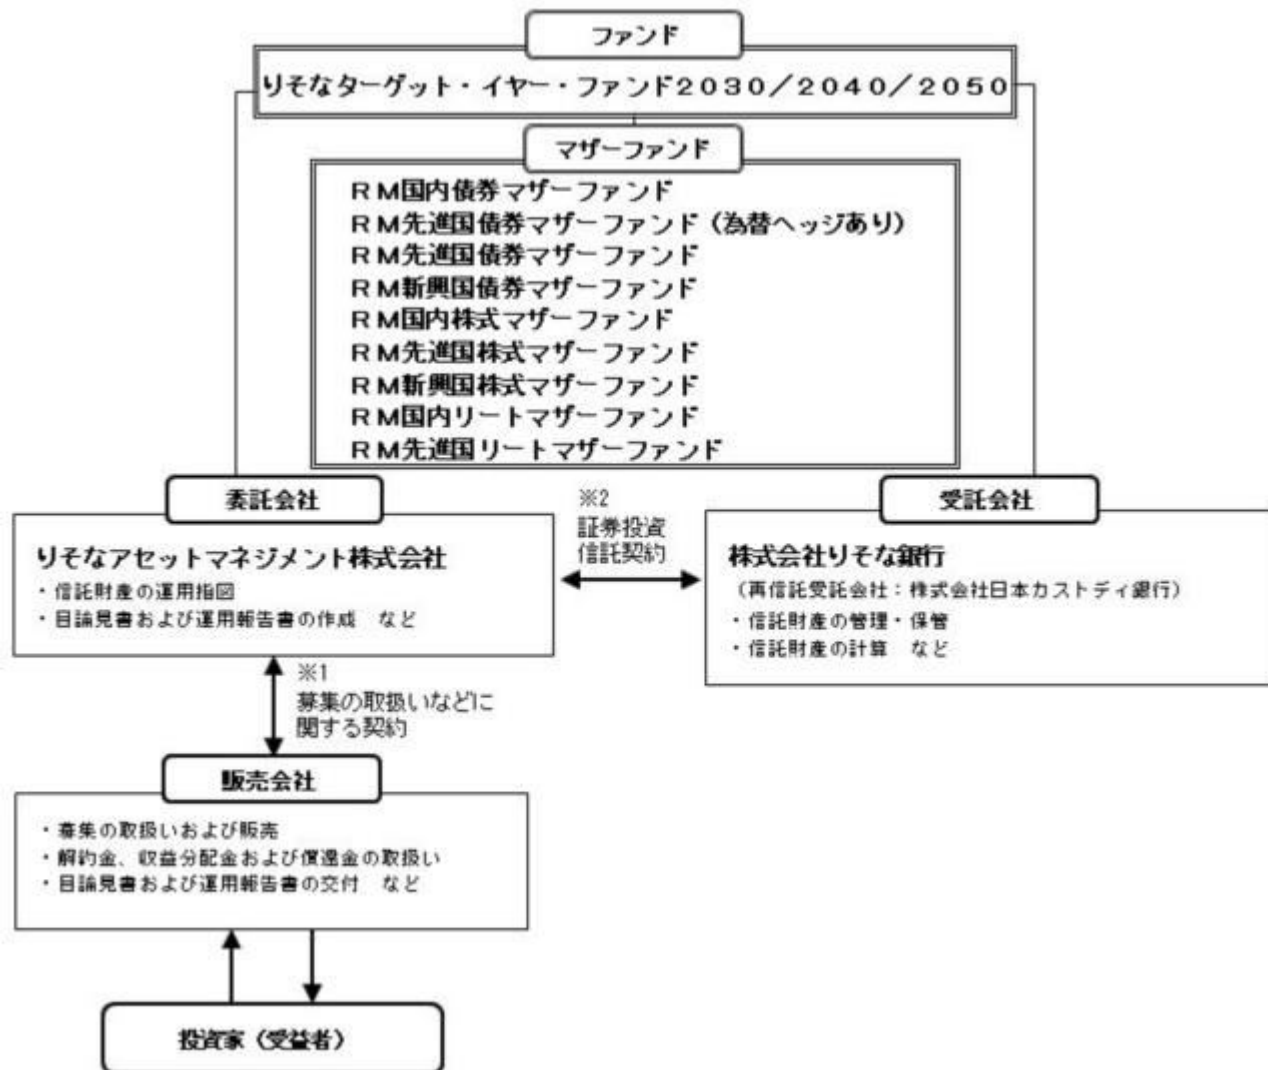 ファンド
りそなターゲット・イヤー・ファンド2030／2040／2050
マザーファンド
ＲＭ国内債券マザーファンド
ＲＭ先進国債券マザーファンド（為替ヘッジあり）
ＲＭ先進国債券マザーファンド
ＲＭ新興国債券マザーファンド
ＲＭ国内株式マザーファンド
ＲＭ先進国株式マザーファンド
ＲＭ新興国株式マザーファンド
ＲＭ国内リートマザーファンド
ＲＭ先進国リートマザーファンド
委託会社
りそなアセットマネジメント株式会社
・信託財産の運用指図
・目論見書および運用報告書の作成　など
※2
証券投資
信託契約
受託会社
株式会社りそな銀行
（再信託受託会社：株式会社日本カストディ銀行）
・信託財産の管理・保管
・信託財産の計算　など
※1
募集の取扱いなどに
関する契約
販売会社
・募集の取扱いおよび販売
・解約金、収益分配金および償還金の取扱い
・目論見書および運用報告書の交付　など
投資家（受益者）